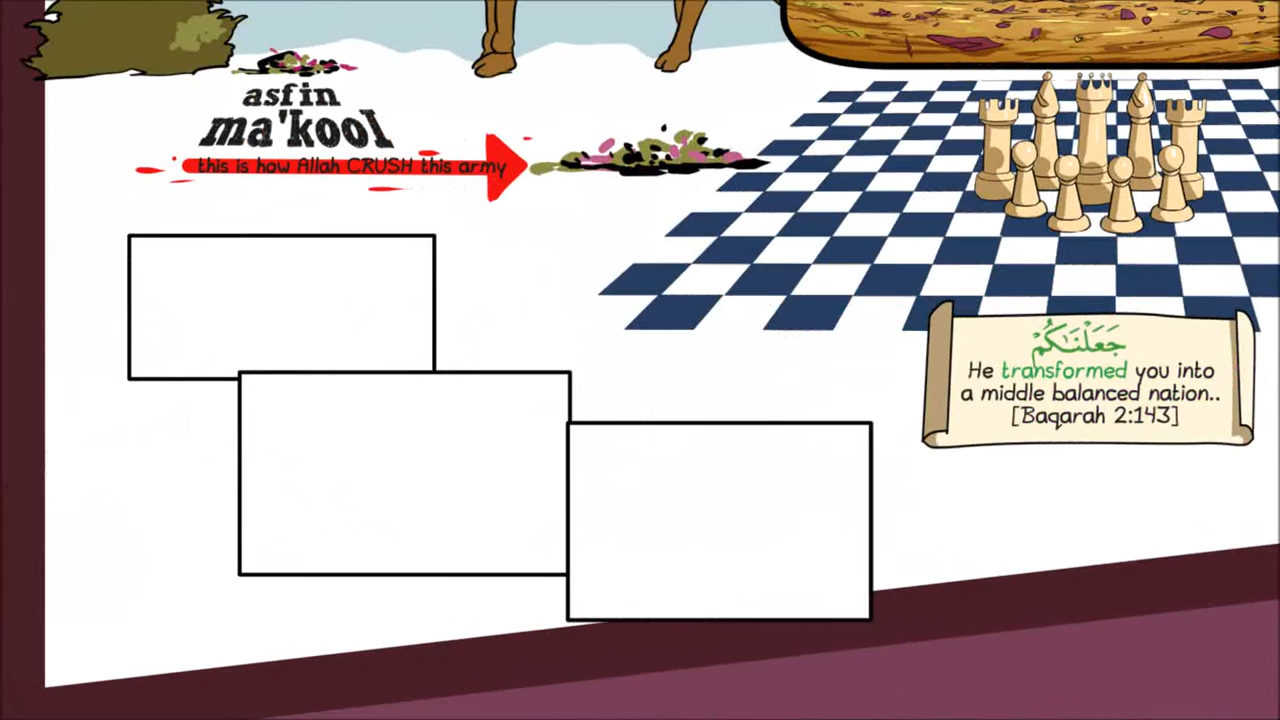 asfin
ma'kool
this is how Allah CRUSH this army
جَعَلْنَـٰكُمْ
He transformed you into
a middle balanced nation..
[Baqarah 2:143]